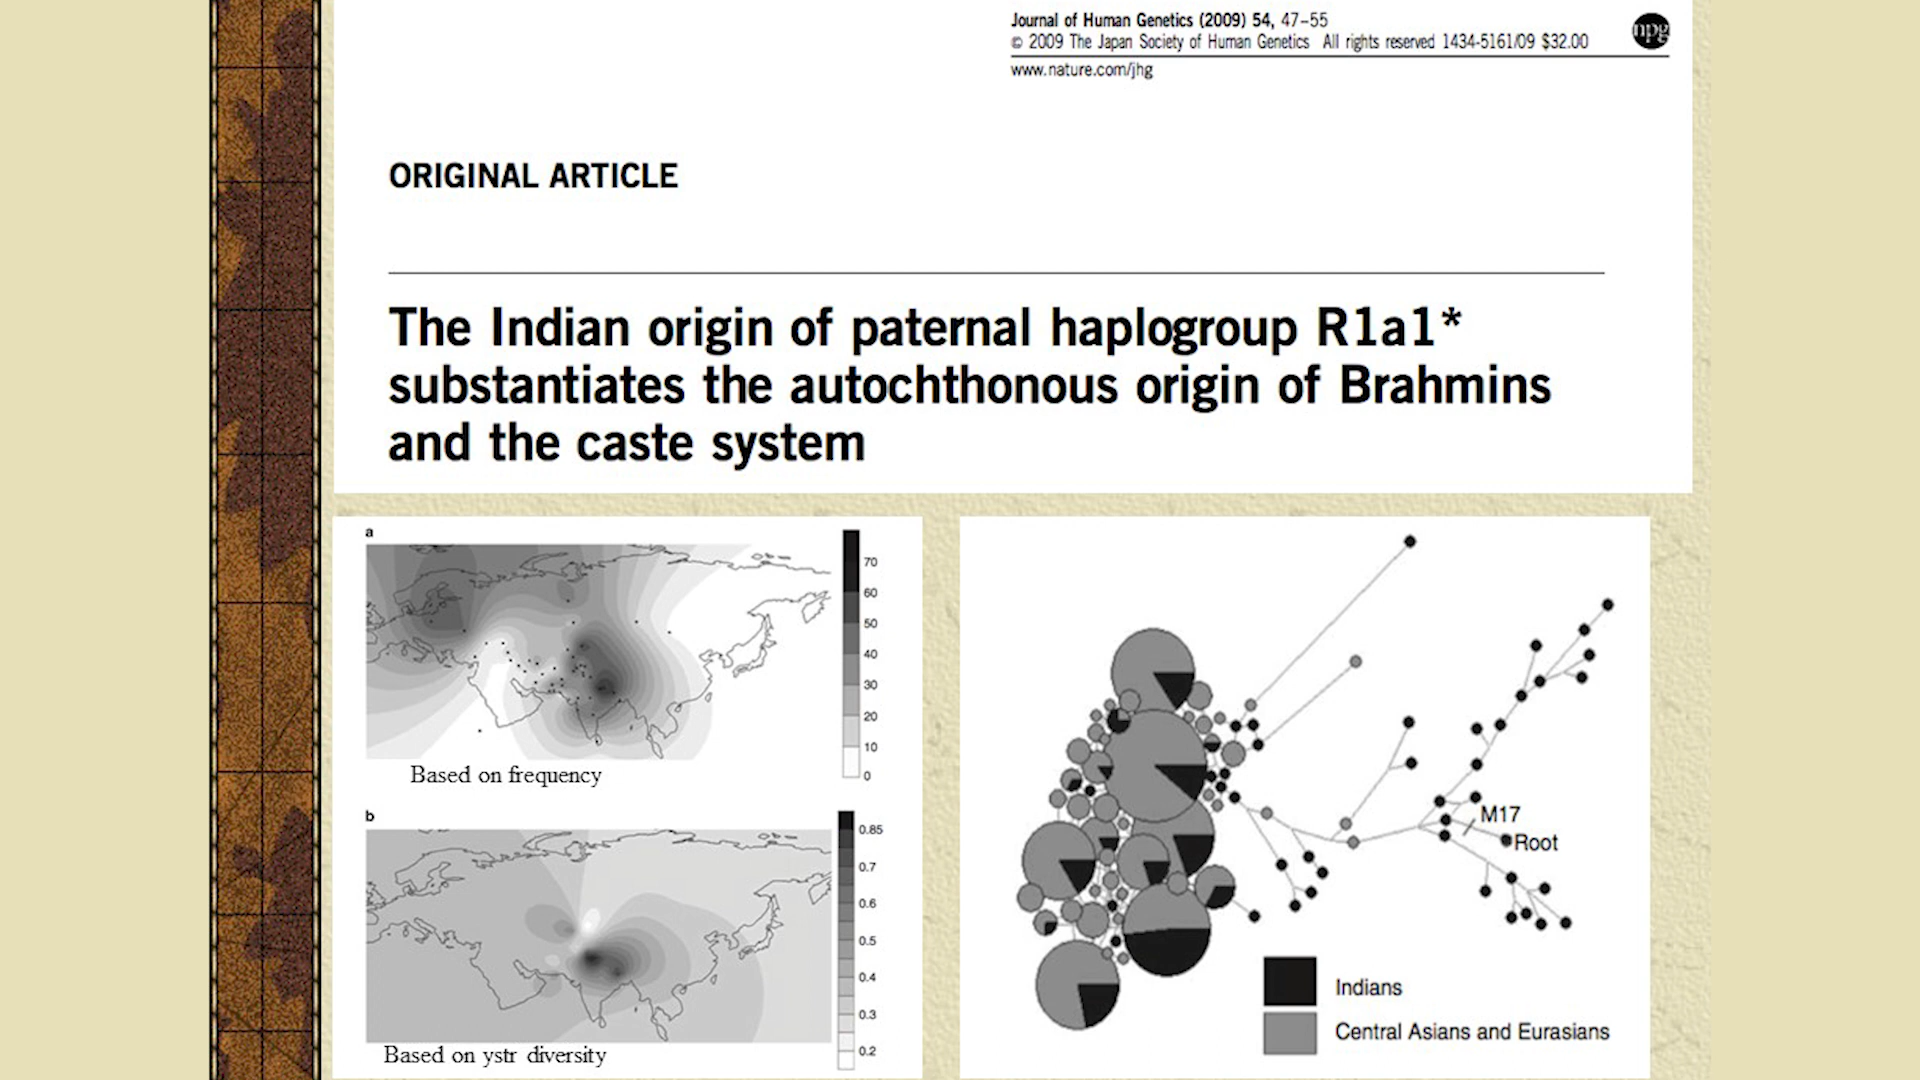 Journal of Human Genetics (2009) 54, 47–55
© 2009 The Japan Society of Human Genetics All rights reserved 1434-5161/09 $32.00
npg
www.nature.com/jhg
ORIGINAL ARTICLE
The Indian origin of paternal haplogroup R1a1*
substantiates the autochthonous origin of Brahmins
and the caste system
a
70
60
50
40
30
20
10
0
Based on frequency
b
0.85
0.7
0.6
0.5
0.4
0.3
0.2
Based on ystr diversity
M17
Root
Indians
Central Asians and Eurasians